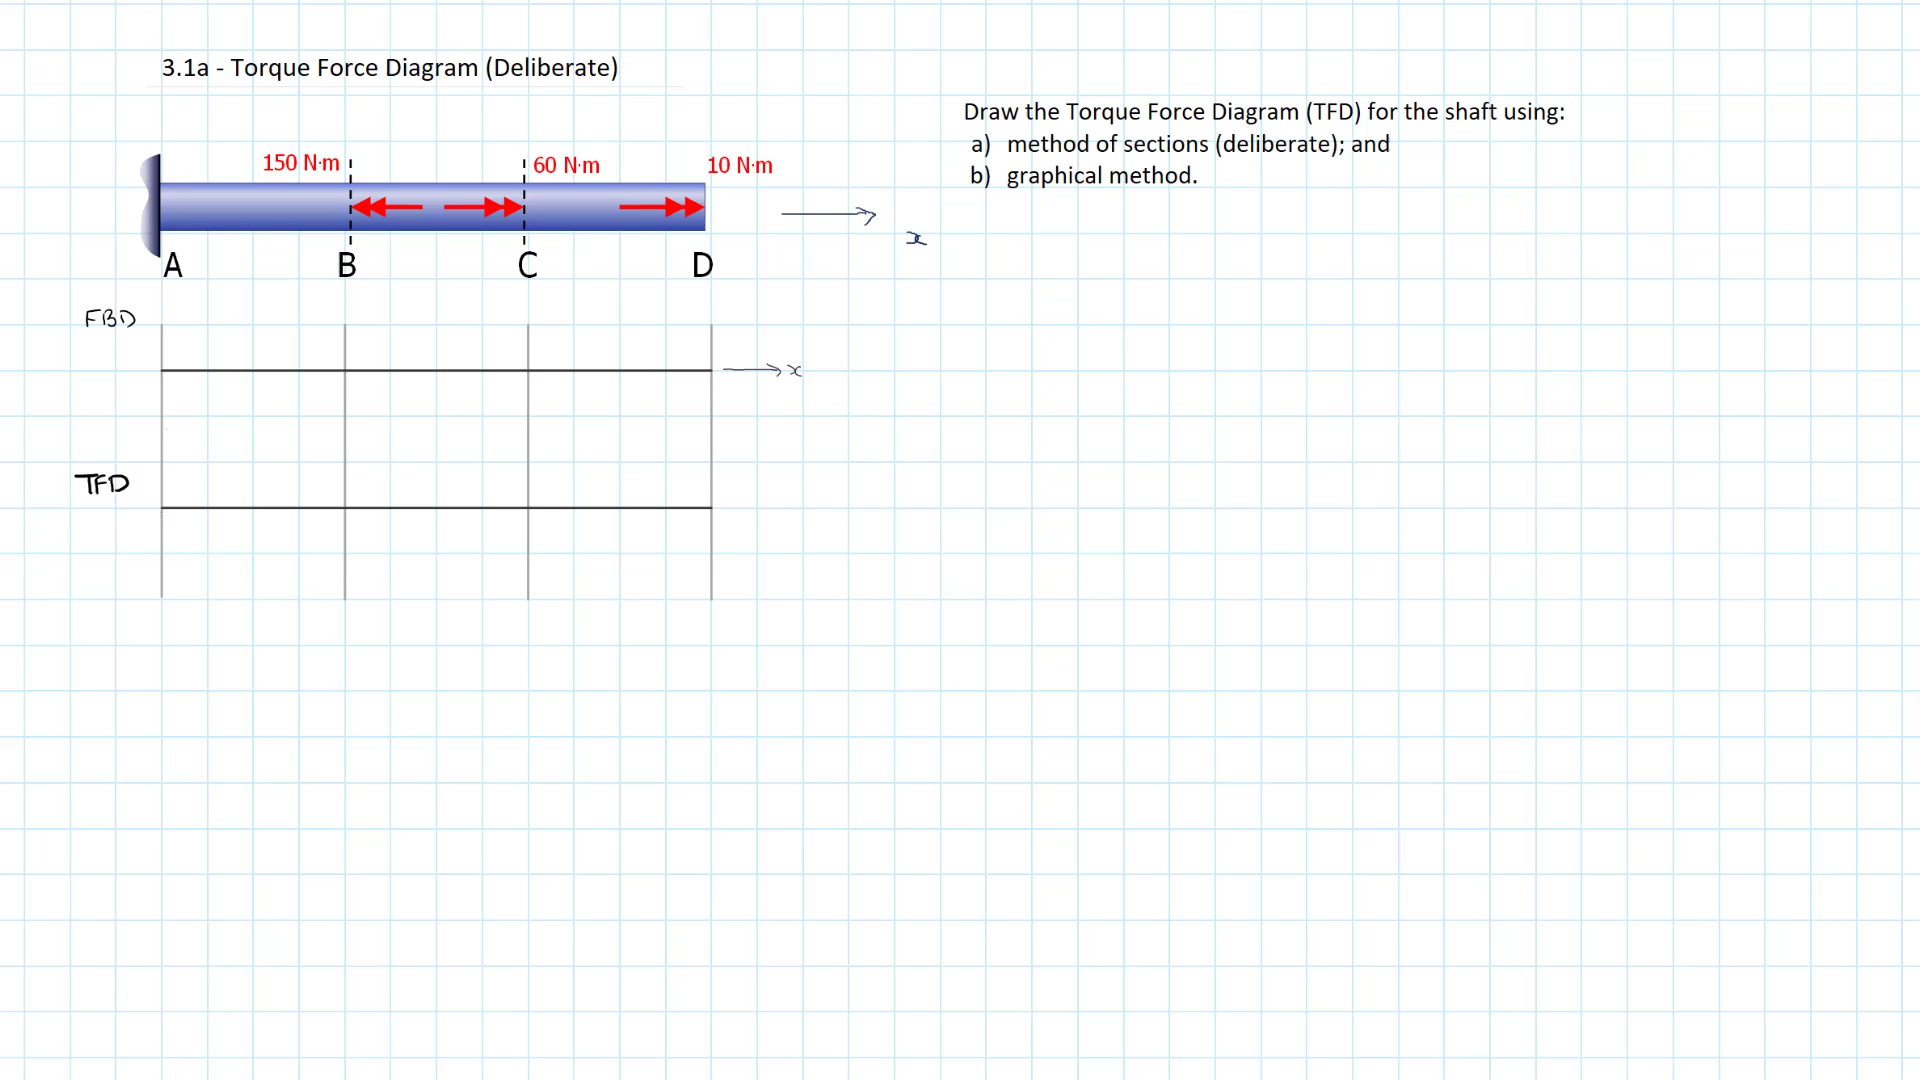 3.1a - Torque Force Diagram (Deliberate)
Draw the Torque Force Diagram (TFD) for the shaft using:
a) method of sections (deliberate); and
b) graphical method.
150 N·m 60 N·m 10 N·m
x
A B C D
FBD
x
TFD